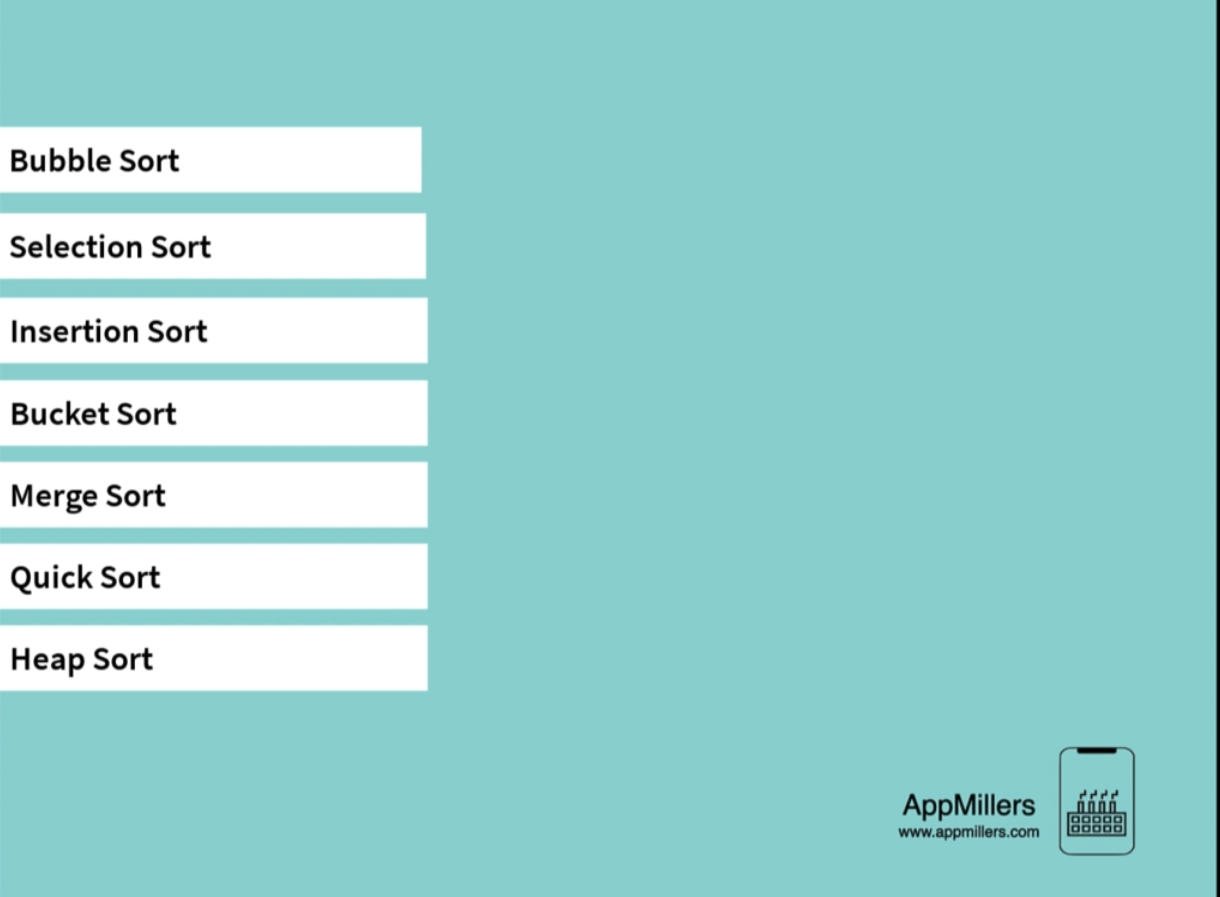 Bubble Sort
Selection Sort
Insertion Sort
Bucket Sort
Merge Sort
Quick Sort
Heap Sort
AppMillers
www.appmillers.com